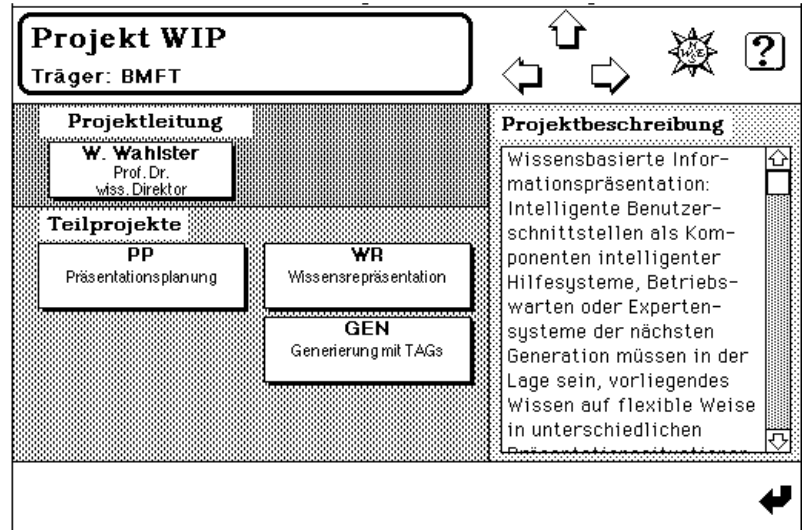 Projekt WIP
Träger: BMFT
?
Projektleitung
W. Wahlster
Prof. Dr.
wiss. Direktor
Teilprojekte
PP
Präsentationsplanung
WR
Wissensrepräsentation
GEN
Generierung mit TAGs
Projektbeschreibung
Wissensbasierte Infor-
mationspräsentation:
Intelligente Benutzer-
schnittstellen als Kom-
ponenten intelligenter
Hilfesysteme, Betriebs-
warten oder Experten-
systeme der nächsten
Generation müssen in der
Lage sein, vorliegendes
Wissen auf flexible Weise
in unterschiedlichen